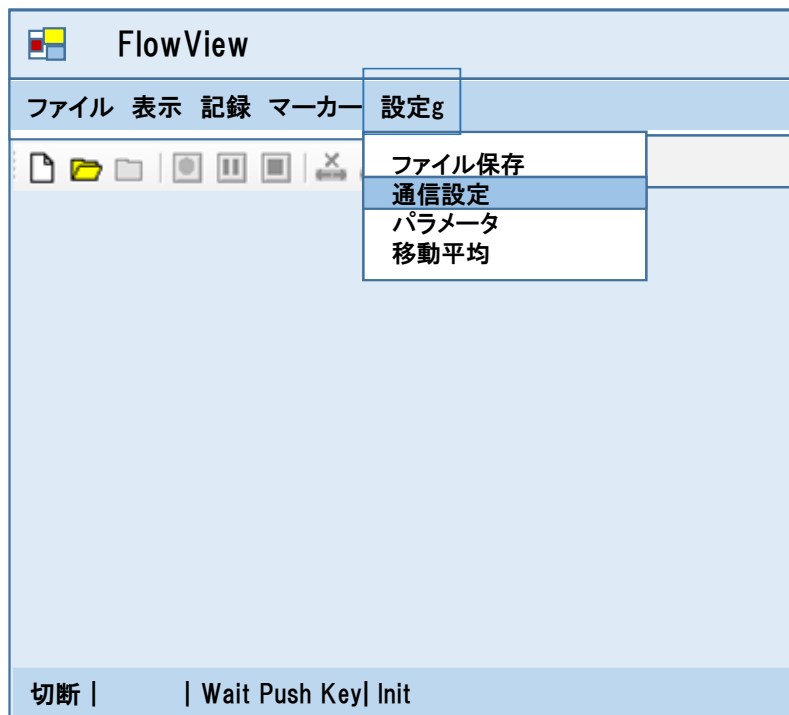 FlowView
ファイル 表示 記録 マーカー 設定g
ファイル保存
通信設定
パラメータ
移動平均
切断 | | Wait Push Key| Init